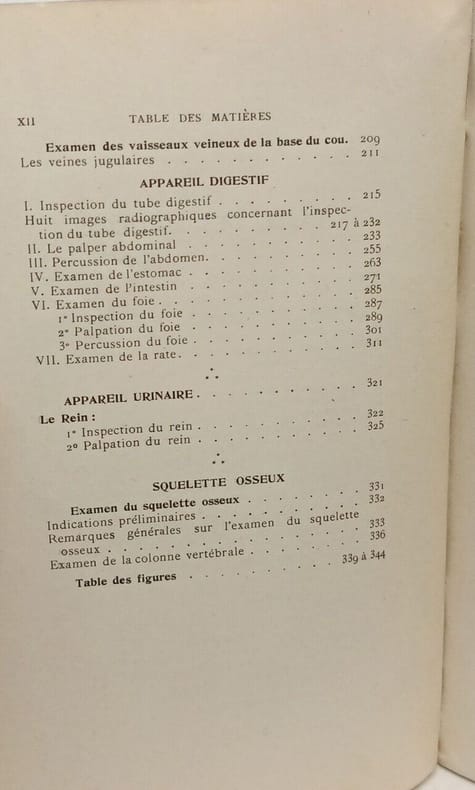 XII TABLE DES MATIÈRES
Examen des vaisseaux veineux de la base du cou. 209
Les veines jugulaires . . . . . . . . . . . 211
APPAREIL DIGESTIF
I. Inspection du tube digestif . . . . . . . . 215
Huit images radiographiques concernant l'inspec-
tion du tube digestif. . . . . . . . . 217 à 232
II. Le palper abdominal . . . . . . . . . . 233
III. Percussion de l'abdomen. . . . . . . . . 255
IV. Examen de l'estomac . . . . . . . . . . 263
V. Examen de l'intestin . . . . . . . . . . 271
VI. Examen du foie . . . . . . . . . . . . 285
1º Inspection du foie . . . . . . . . . 287
2º Palpation du foie . . . . . . . . . 289
3º Percussion du foie . . . . . . . . . 301
VII. Examen de la rate. . . . . . . . . . . 311
APPAREIL URINAIRE . . . . . . . . . . 321
Le Rein :
1º Inspection du rein . . . . . . . . . 322
2º Palpation du rein . . . . . . . . . 325
SQUELETTE OSSEUX
Examen du squelette osseux . . . . . . . 331
Indications préliminaires . . . . . . . . . 332
Remarques générales sur l'examen du squelette
osseux . . . . . . . . . . . . . . 333
Examen de la colonne vertébrale . . . . . . . 336
Table des figures . . . . . . . . . 339 à 344